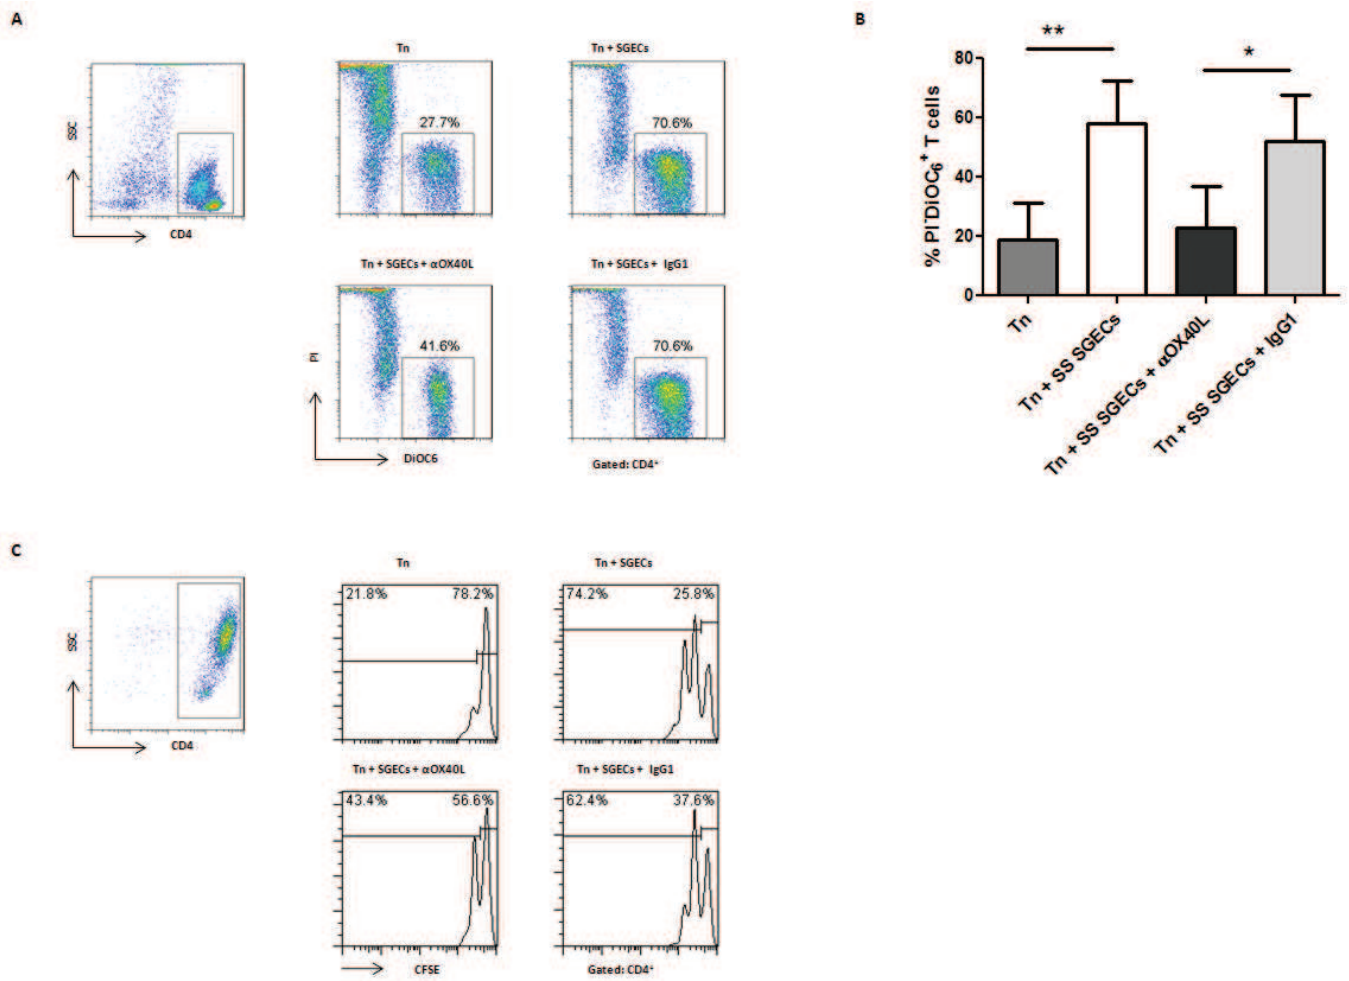 A
SSC
CD4
Tn
27.7%
Tn + SGECs
70.6%
Tn + SGECs + αOX40L
41.6%
PI
DiOC6
Tn + SGECs + IgG1
70.6%
Gated: CD4⁺
B
% PI⁻DiOC₆⁺ T cells
80
60
40
20
0
**
*
Tn
Tn + SS SGECs
Tn + SS SGECs + αOX40L
Tn + SS SGECs + IgG1
C
SSC
CD4
Tn
21.8% 78.2%
Tn + SGECs
74.2% 25.8%
Tn + SGECs + αOX40L
43.4% 56.6%
CFSE
Tn + SGECs + IgG1
62.4% 37.6%
Gated: CD4⁺